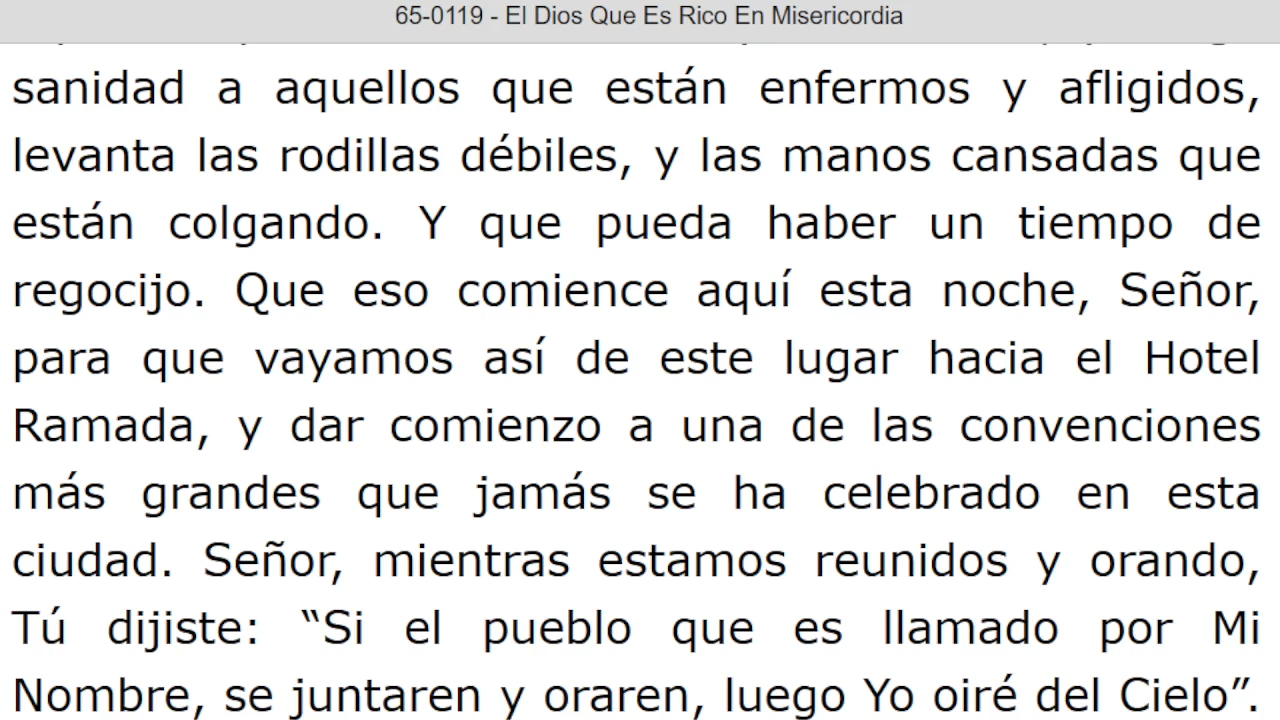 65-0119 - El Dios Que Es Rico En Misericordia
sanidad a aquellos que están enfermos y afligidos,
levanta las rodillas débiles, y las manos cansadas que
están colgando. Y que pueda haber un tiempo de
regocijo. Que eso comience aquí esta noche, Señor,
para que vayamos así de este lugar hacia el Hotel
Ramada, y dar comienzo a una de las convenciones
más grandes que jamás se ha celebrado en esta
ciudad. Señor, mientras estamos reunidos y orando,
Tú dijiste: “Si el pueblo que es llamado por Mi
Nombre, se juntaren y oraren, luego Yo oiré del Cielo”.